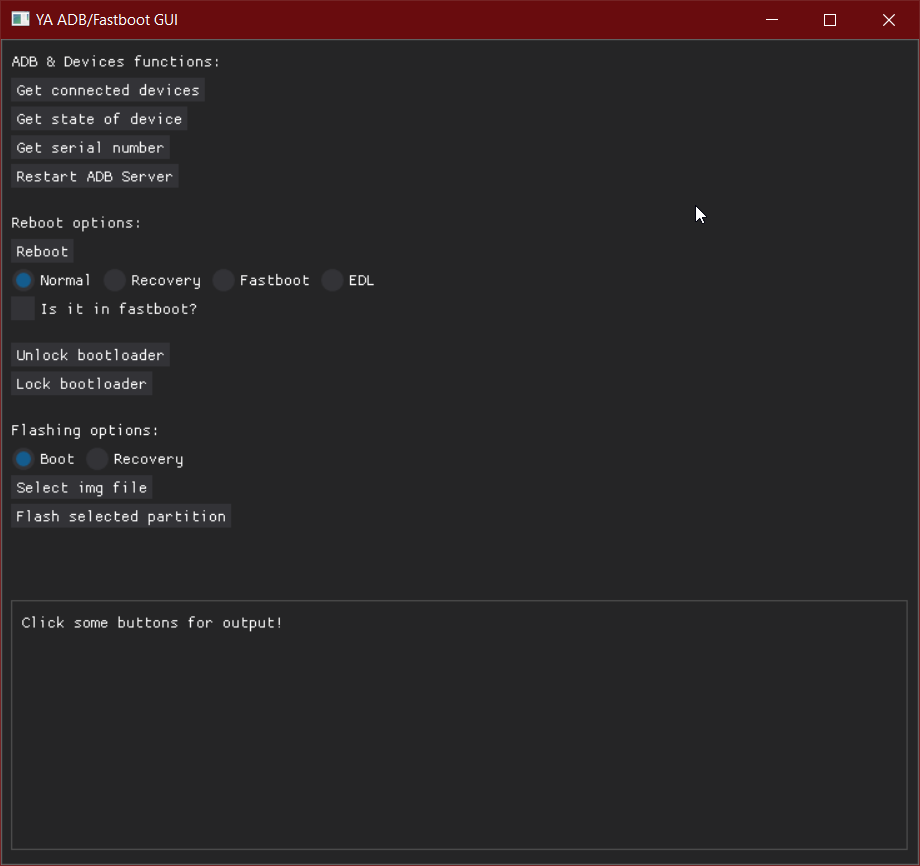 YA ADB/Fastboot GUI
ADB & Devices functions:
Get connected devices
Get state of device
Get serial number
Restart ADB Server
Reboot options:
Reboot
Normal Recovery Fastboot EDL
Is it in fastboot?
Unlock bootloader
Lock bootloader
Flashing options:
Boot Recovery
Select img file
Flash selected partition
Click some buttons for output!